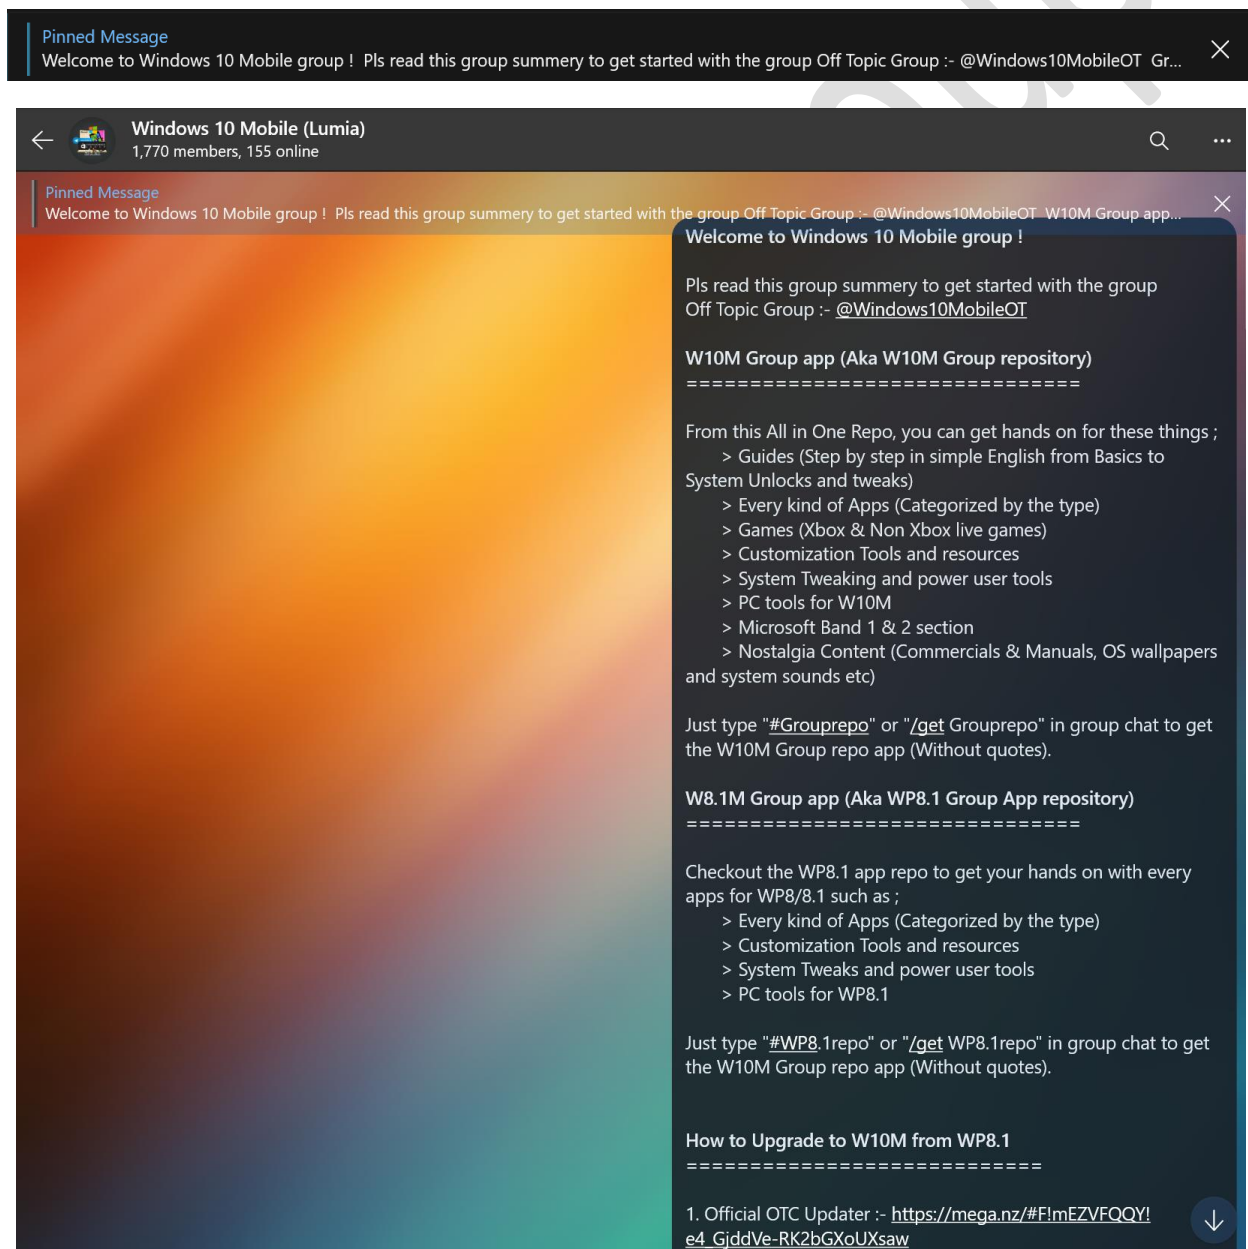 Pinned Message
Welcome to Windows 10 Mobile group !  Pls read this group summery to get started with the group Off Topic Group :- @Windows10MobileOT  Gr...
Windows 10 Mobile (Lumia)
1,770 members, 155 online
Pinned Message
Welcome to Windows 10 Mobile group !  Pls read this group summery to get started with the group Off Topic Group :- @Windows10MobileOT  W10M Group app...
Welcome to Windows 10 Mobile group !
Pls read this group summery to get started with the group
Off Topic Group :- @Windows10MobileOT
W10M Group app (Aka W10M Group repository)
===============================
From this All in One Repo, you can get hands on for these things ;
> Guides (Step by step in simple English from Basics to
System Unlocks and tweaks)
> Every kind of Apps (Categorized by the type)
> Games (Xbox & Non Xbox live games)
> Customization Tools and resources
> System Tweaking and power user tools
> PC tools for W10M
> Microsoft Band 1 & 2 section
> Nostalgia Content (Commercials & Manuals, OS wallpapers
and system sounds etc)
Just type "#Grouprepo" or "/get Grouprepo" in group chat to get
the W10M Group repo app (Without quotes).
W8.1M Group app (Aka WP8.1 Group App repository)
===============================
Checkout the WP8.1 app repo to get your hands on with every
apps for WP8/8.1 such as ;
> Every kind of Apps (Categorized by the type)
> Customization Tools and resources
> System Tweaks and power user tools
> PC tools for WP8.1
Just type "#WP8.1repo" or "/get WP8.1repo" in group chat to get
the W10M Group repo app (Without quotes).
How to Upgrade to W10M from WP8.1
============================
1. Official OTC Updater :- https://mega.nz/#F!mEZVFQQY!
e4_GjddVe-RK2bGXoUXsaw